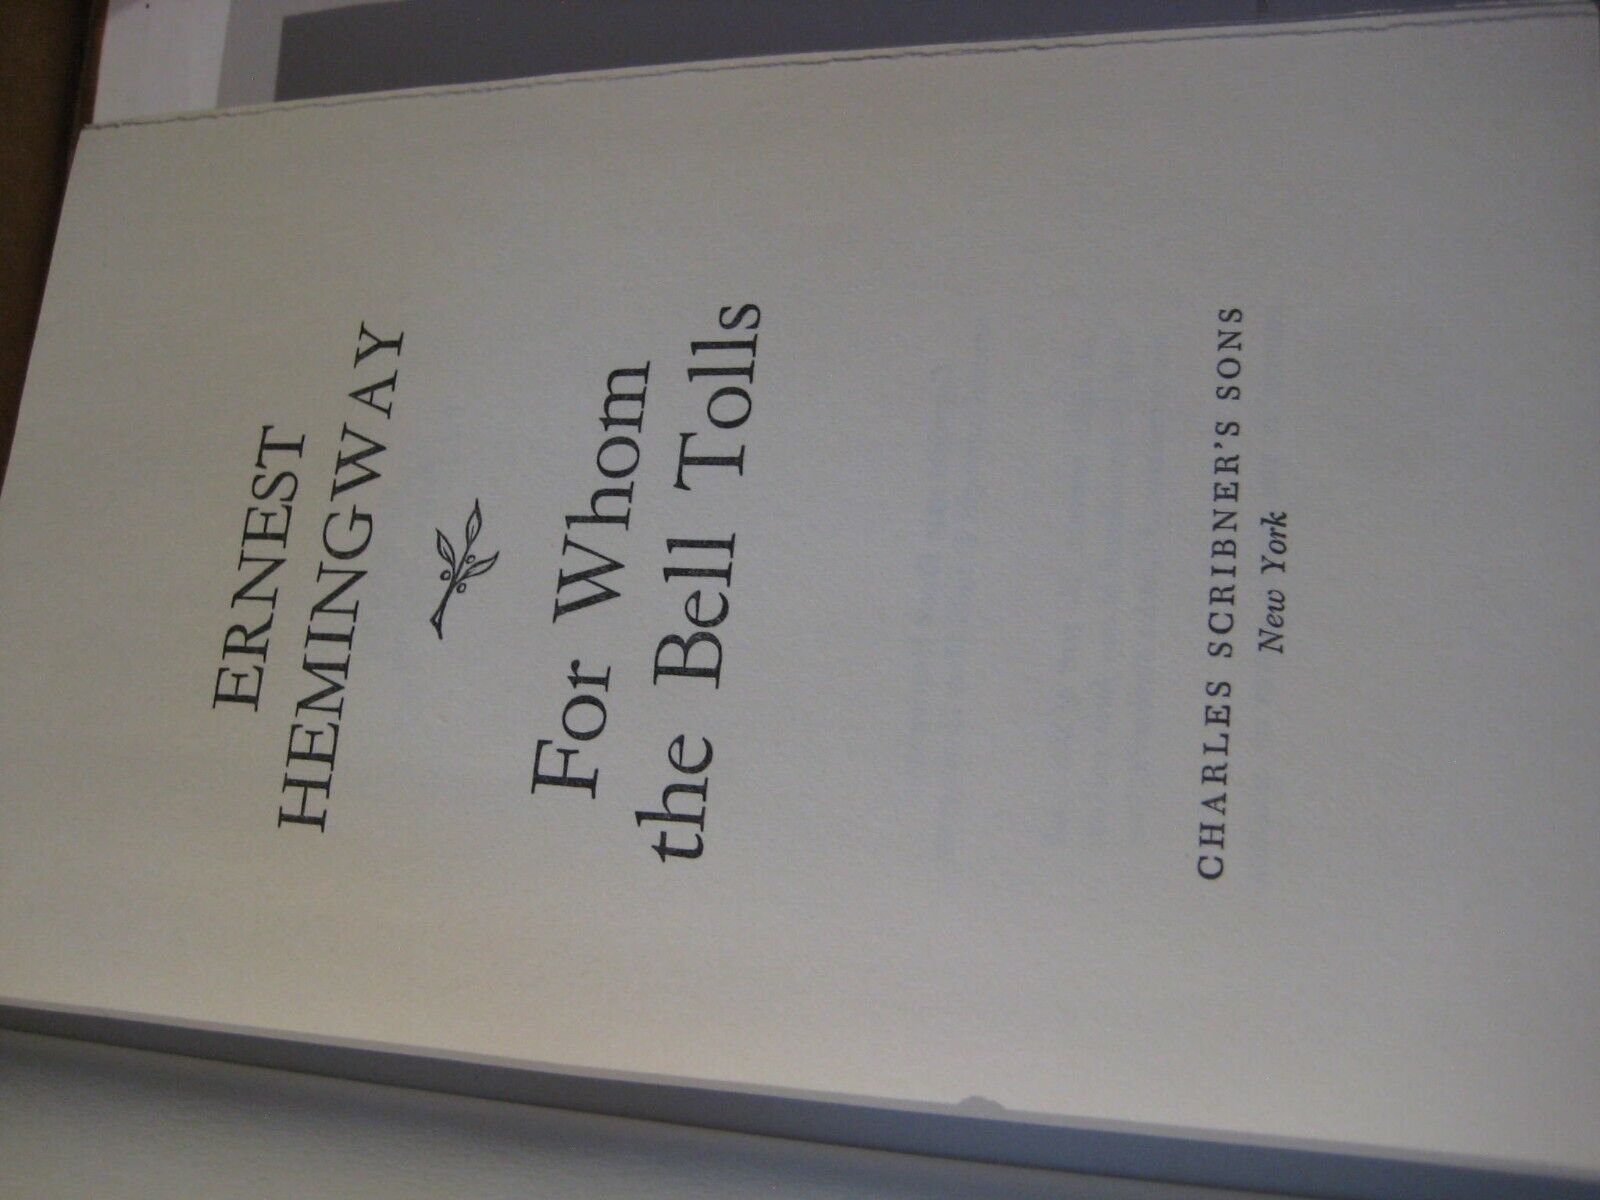 ERNEST
HEMINGWAY
For Whom
the Bell Tolls
CHARLES SCRIBNER'S SONS
New York